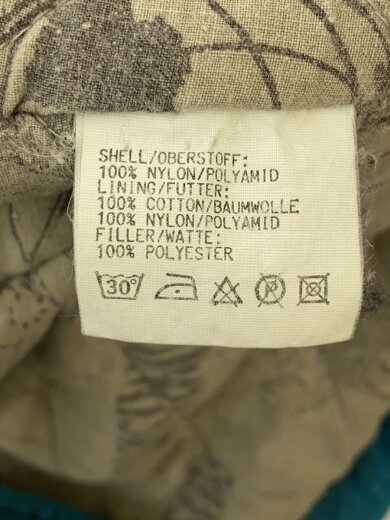 SHELL/OBERSTOFF:
100% NYLON/POLYAMID
LINING/FUTTER:
100% COTTON/BAUMWOLLE
100% NYLON/POLYAMID
FILLER/WATTE:
100% POLYESTER
30°